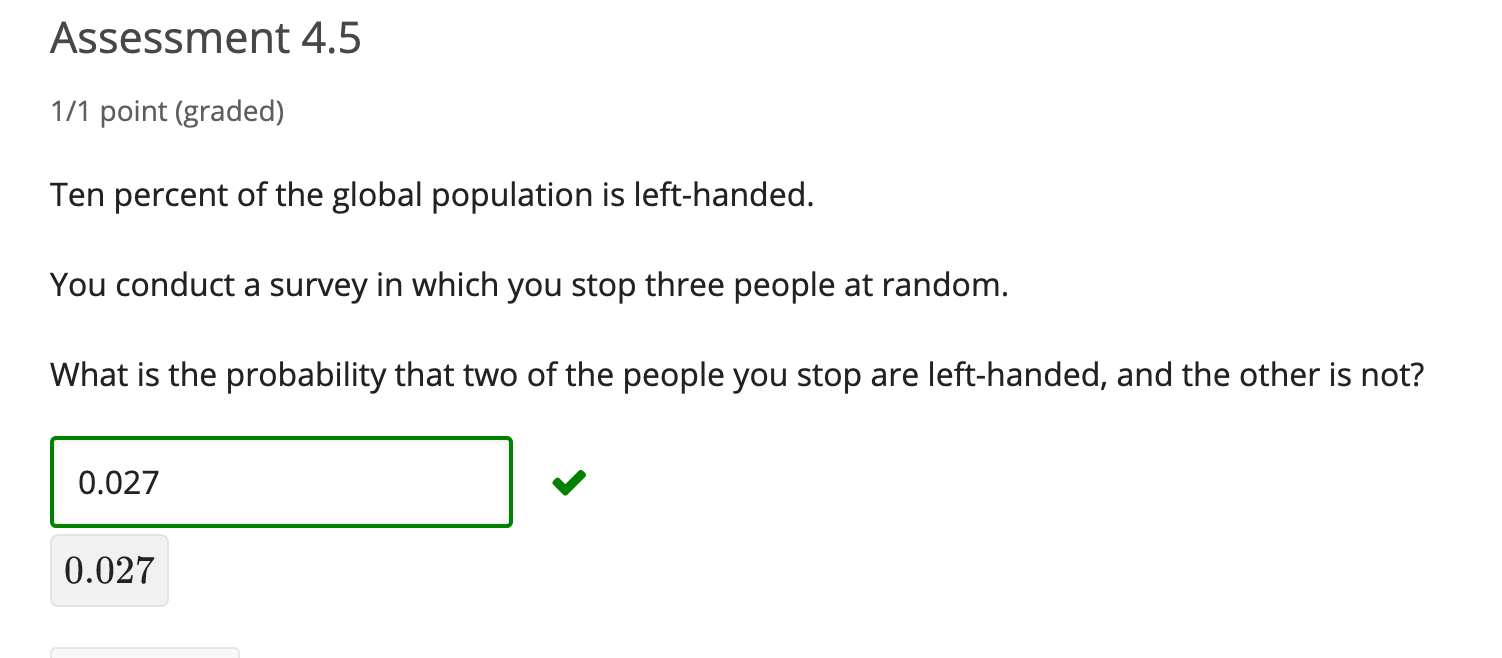 Assessment 4.5
1/1 point (graded)
Ten percent of the global population is left-handed.
You conduct a survey in which you stop three people at random.
What is the probability that two of the people you stop are left-handed, and the other is not?
0.027
0.027